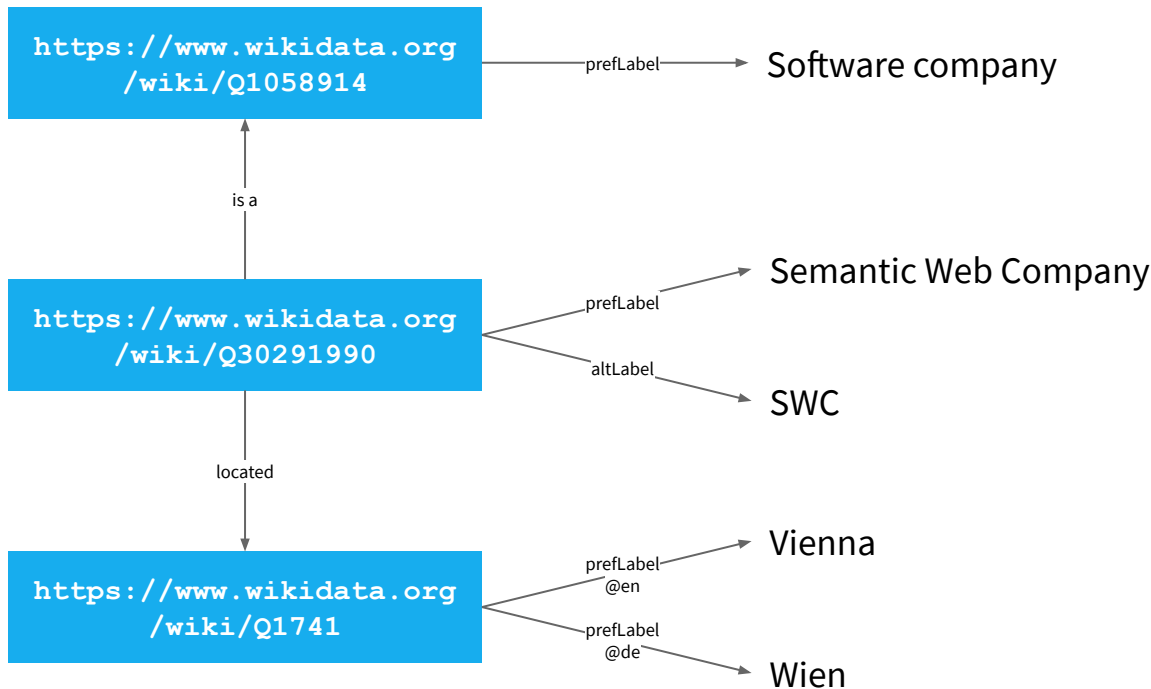 https://www.wikidata.org
/wiki/Q1058914
prefLabel
Software company
is a
https://www.wikidata.org
/wiki/Q30291990
prefLabel
Semantic Web Company
altLabel
SWC
located
https://www.wikidata.org
/wiki/Q1741
prefLabel
@en
Vienna
prefLabel
@de
Wien